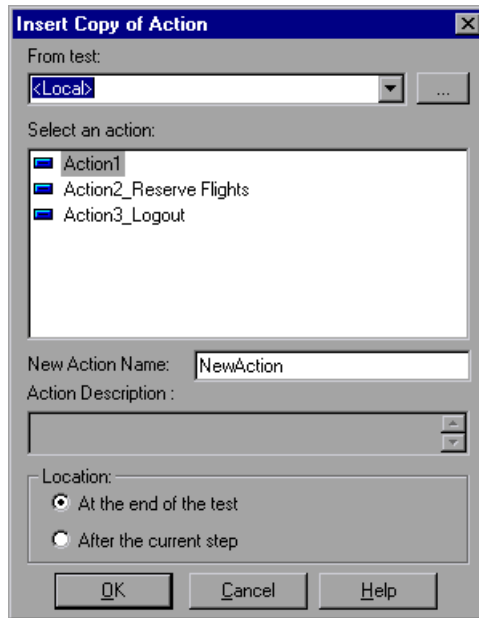 Insert Copy of Action
From test:
<Local>
...
Select an action:
Action1
Action2_Reserve Flights
Action3_Logout
New Action Name: NewAction
Action Description :
Location:
At the end of the test
After the current step
OK Cancel Help